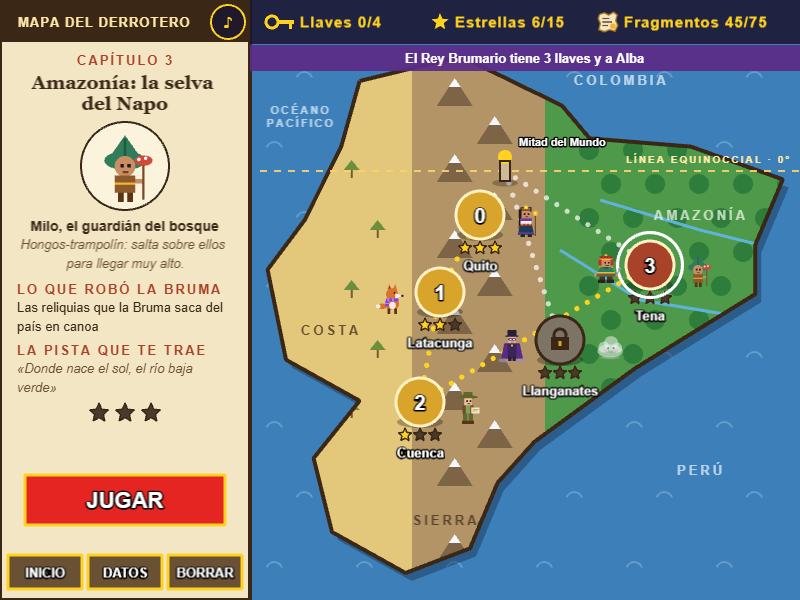 MAPA DEL DERROTERO
Llaves 0/4
Estrellas 6/15
Fragmentos 45/75
El Rey Brumario tiene 3 llaves y a Alba
CAPÍTULO 3
Amazonía: la selva
del Napo
Milo, el guardián del bosque
Hongos-trampolín: salta sobre ellos
para llegar muy alto.
LO QUE ROBÓ LA BRUMA
Las reliquias que la Bruma saca del
país en canoa
LA PISTA QUE TE TRAE
«Donde nace el sol, el río baja
verde»
JUGAR
INICIO
DATOS
BORRAR
COLOMBIA
OCÉANO
PACÍFICO
Mitad del Mundo
LÍNEA EQUINOCCIAL · 0°
AMAZONÍA
0
Quito
3
Tena
1
Latacunga
COSTA
Llanganates
2
Cuenca
PERÚ
SIERRA